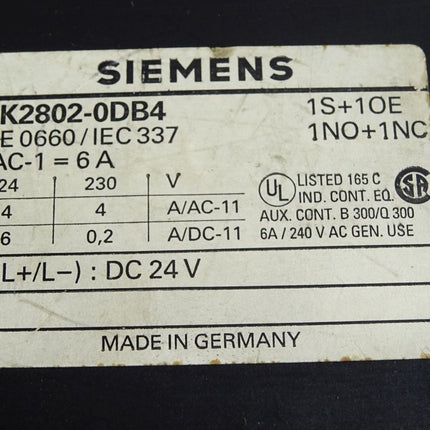 SIEMENS
K2802-0DB4 1S+1OE
E 0660/IEC 337 1NO+1NC
AC-1 = 6 A
24 230 V
4 4 A/AC-11
6 0,2 A/DC-11
UL LISTED 165 C SA
IND. CONT. EQ.
AUX. CONT. B 300/Q 300
6A / 240 V AC GEN. USE
L+/L–) : DC 24 V
MADE IN GERMANY